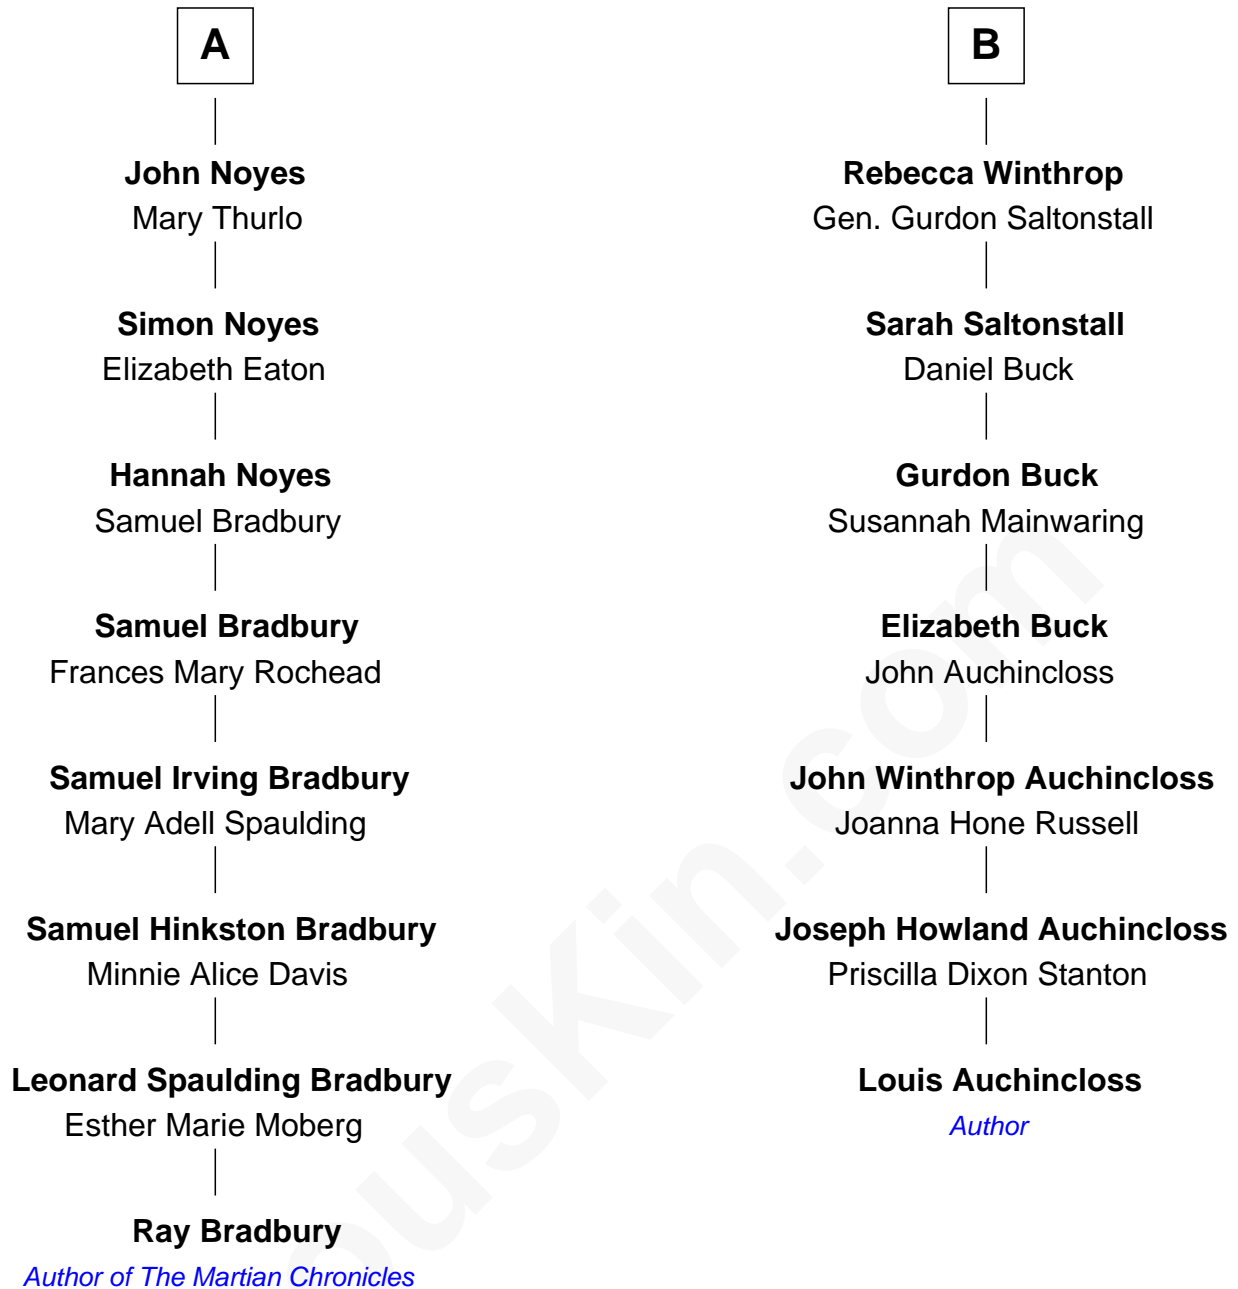 A
John Noyes
Mary Thurlo
Simon Noyes
Elizabeth Eaton
Hannah Noyes
Samuel Bradbury
Samuel Bradbury
Frances Mary Rochead
Samuel Irving Bradbury
Mary Adell Spaulding
Samuel Hinkston Bradbury
Minnie Alice Davis
Leonard Spaulding Bradbury
Esther Marie Moberg
Ray Bradbury
Author of The Martian Chronicles
B
Rebecca Winthrop
Gen. Gurdon Saltonstall
Sarah Saltonstall
Daniel Buck
Gurdon Buck
Susannah Mainwaring
Elizabeth Buck
John Auchincloss
John Winthrop Auchincloss
Joanna Hone Russell
Joseph Howland Auchincloss
Priscilla Dixon Stanton
Louis Auchincloss
Author
ousKin.com